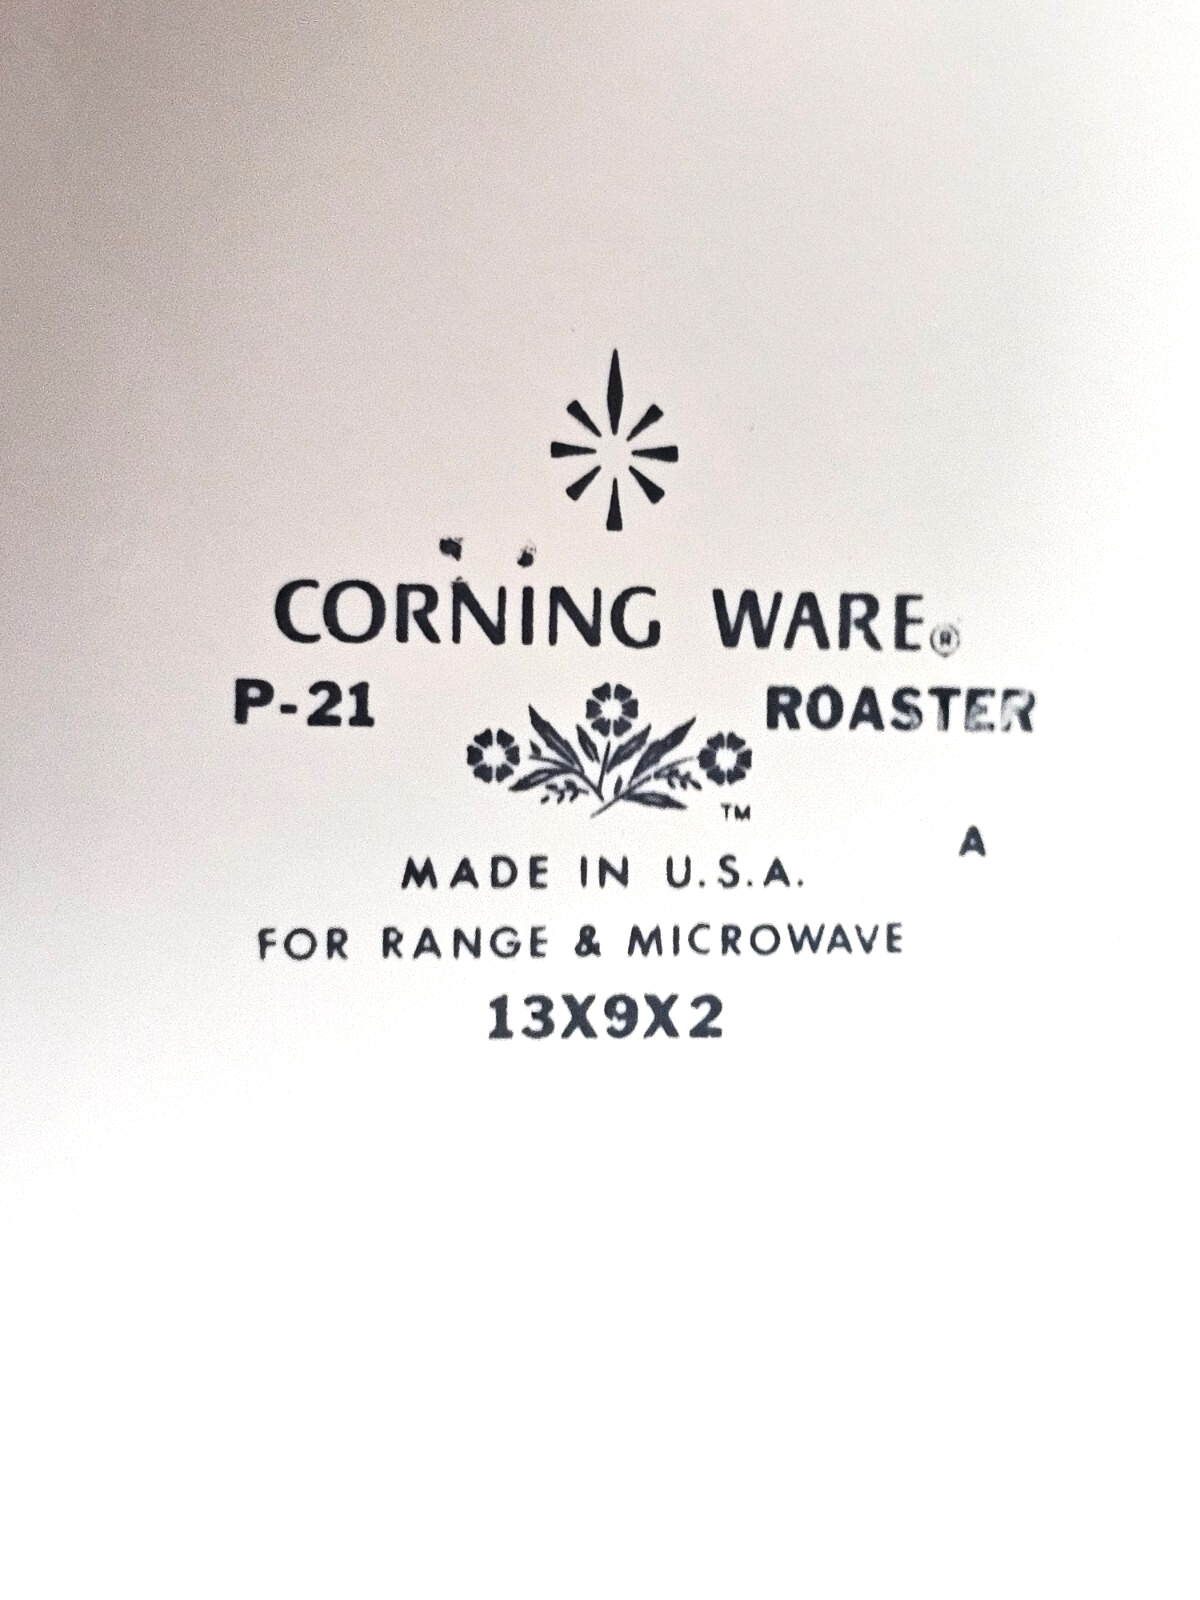 CORNING WARE®
P-21 ROASTER
TM
A
MADE IN U.S.A.
FOR RANGE & MICROWAVE
13X9X2